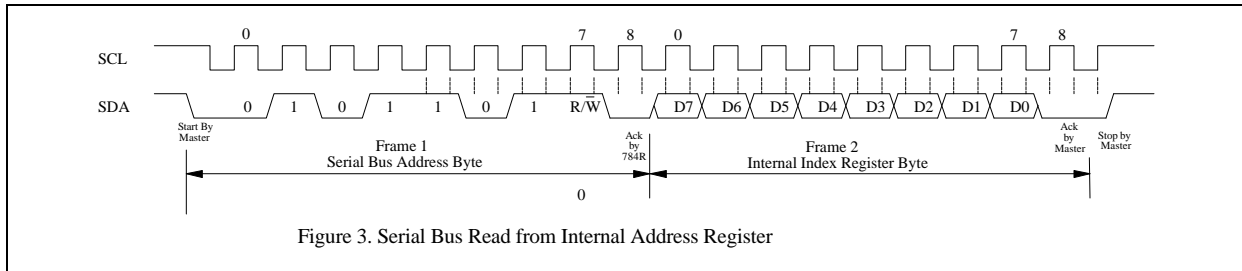 0 7 8 0 7 8
SCL
SDA 0 1 0 1 1 0 1 R/W̅ D7 D6 D5 D4 D3 D2 D1 D0
Start By
Master
Ack
by
784R
Ack
by
Master
Stop by
Master
Frame 1
Serial Bus Address Byte
Frame 2
Internal Index Register Byte
0
Figure 3. Serial Bus Read from Internal Address Register